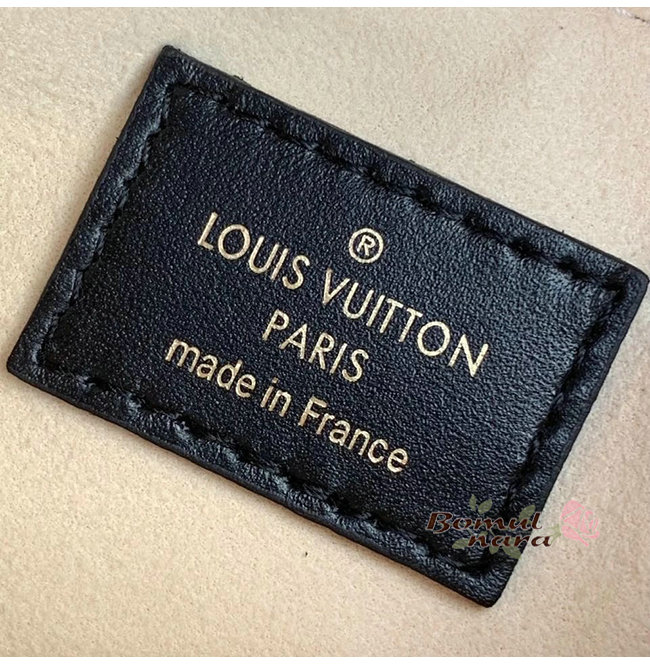 ®
LOUIS VUITTON
PARIS
made in France
Bomul
nara